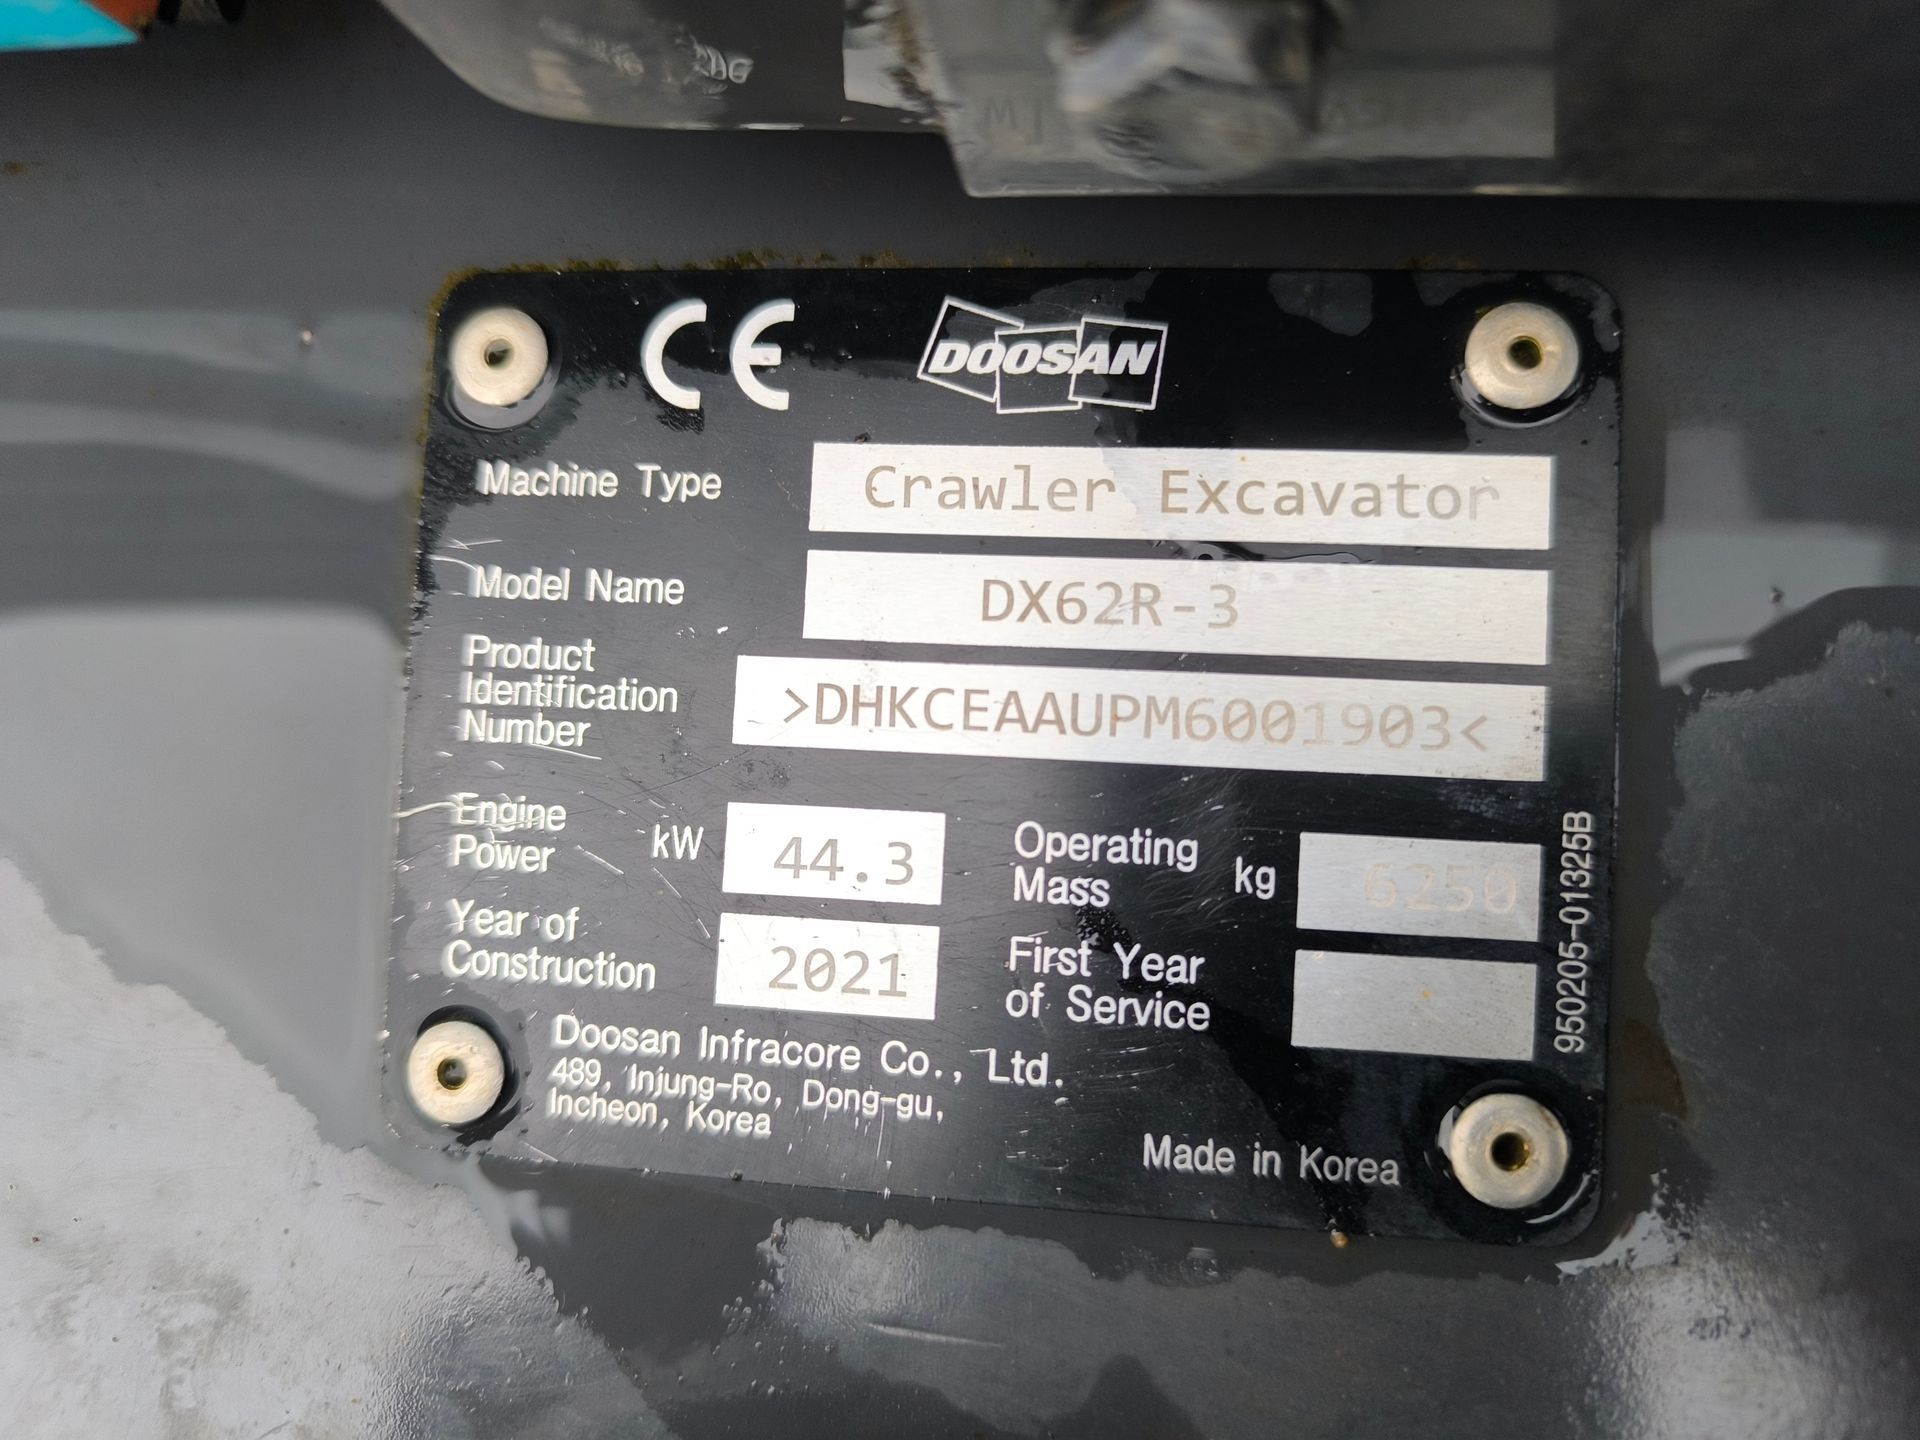 CE
DOOSAN
Machine Type Crawler Excavator
Model Name DX62R-3
Product
Identification
Number
>DHKCEAAUPM6001903<
Engine
Power kW 44.3
Operating
Mass kg 6250
Year of
Construction 2021
First Year
of Service
Doosan Infracore Co., Ltd.
489, Injung-Ro, Dong-gu,
Incheon, Korea
Made in Korea
950205-01325B